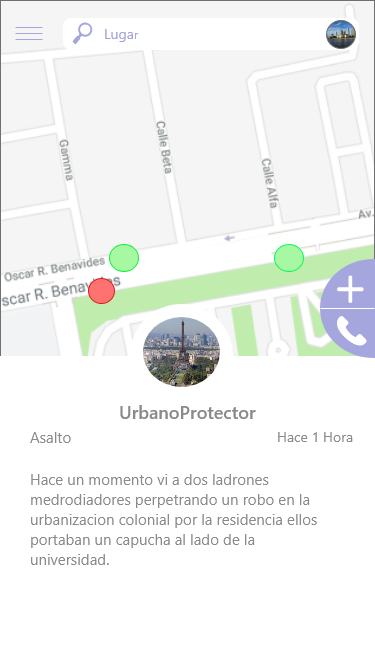 Lugar
Calle Beta
Gamma
Calle Alfa
Av.
Oscar R. Benavides
scar R. Benavides
UrbanoProtector
Asalto
Hace 1 Hora
Hace un momento vi a dos ladrones
medrodiadores perpetrando un robo en la
urbanizacion colonial por la residencia ellos
portaban un capucha al lado de la
universidad.